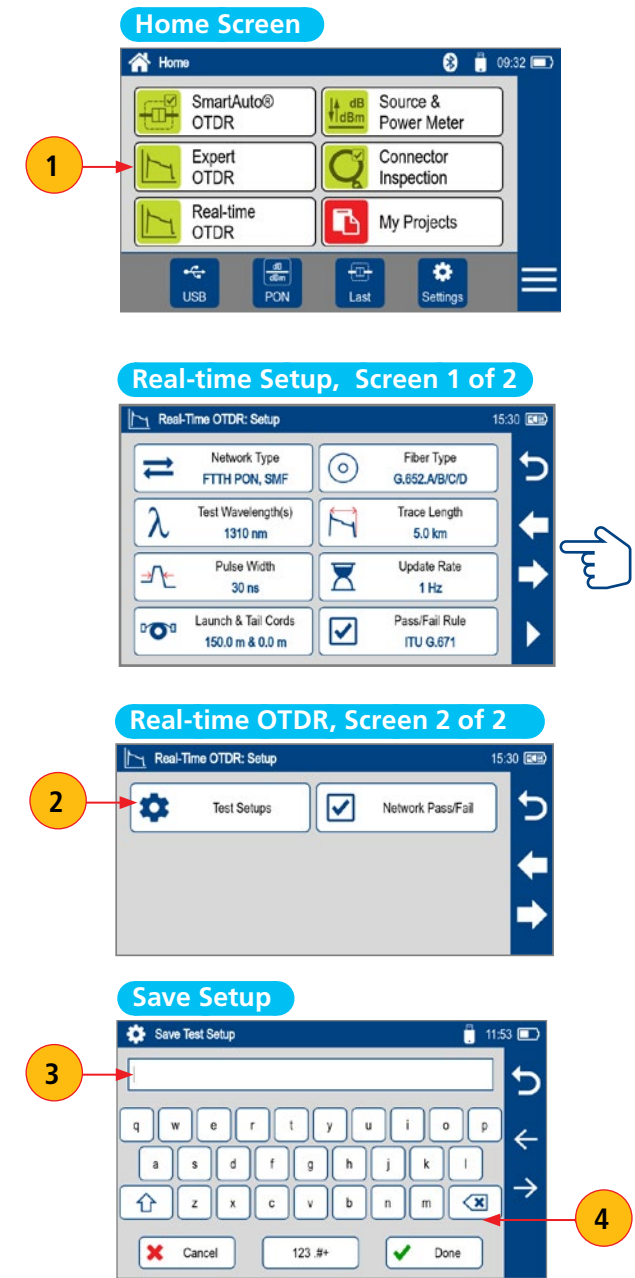 Home Screen
Home
09:32
SmartAuto®
OTDR
dB
dBm
Source &
Power Meter
1
Expert
OTDR
Connector
Inspection
Real-time
OTDR
My Projects
USB
dB
dBm
PON
Last
Settings
Real-time Setup, Screen 1 of 2
Real-Time OTDR: Setup
15:30
Network Type
FTTH PON, SMF
Fiber Type
G.652.A/B/C/D
λ
Test Wavelength(s)
1310 nm
Trace Length
5.0 km
Pulse Width
30 ns
Update Rate
1 Hz
Launch & Tail Cords
150.0 m & 0.0 m
Pass/Fail Rule
ITU G.671
Real-time OTDR, Screen 2 of 2
Real-Time OTDR: Setup
15:30
2
Test Setups
Network Pass/Fail
Save Setup
Save Test Setup
11:53
3
q w e r t y u i o p
a s d f g h j k l
z x c v b n m
4
Cancel
123 .#+
Done